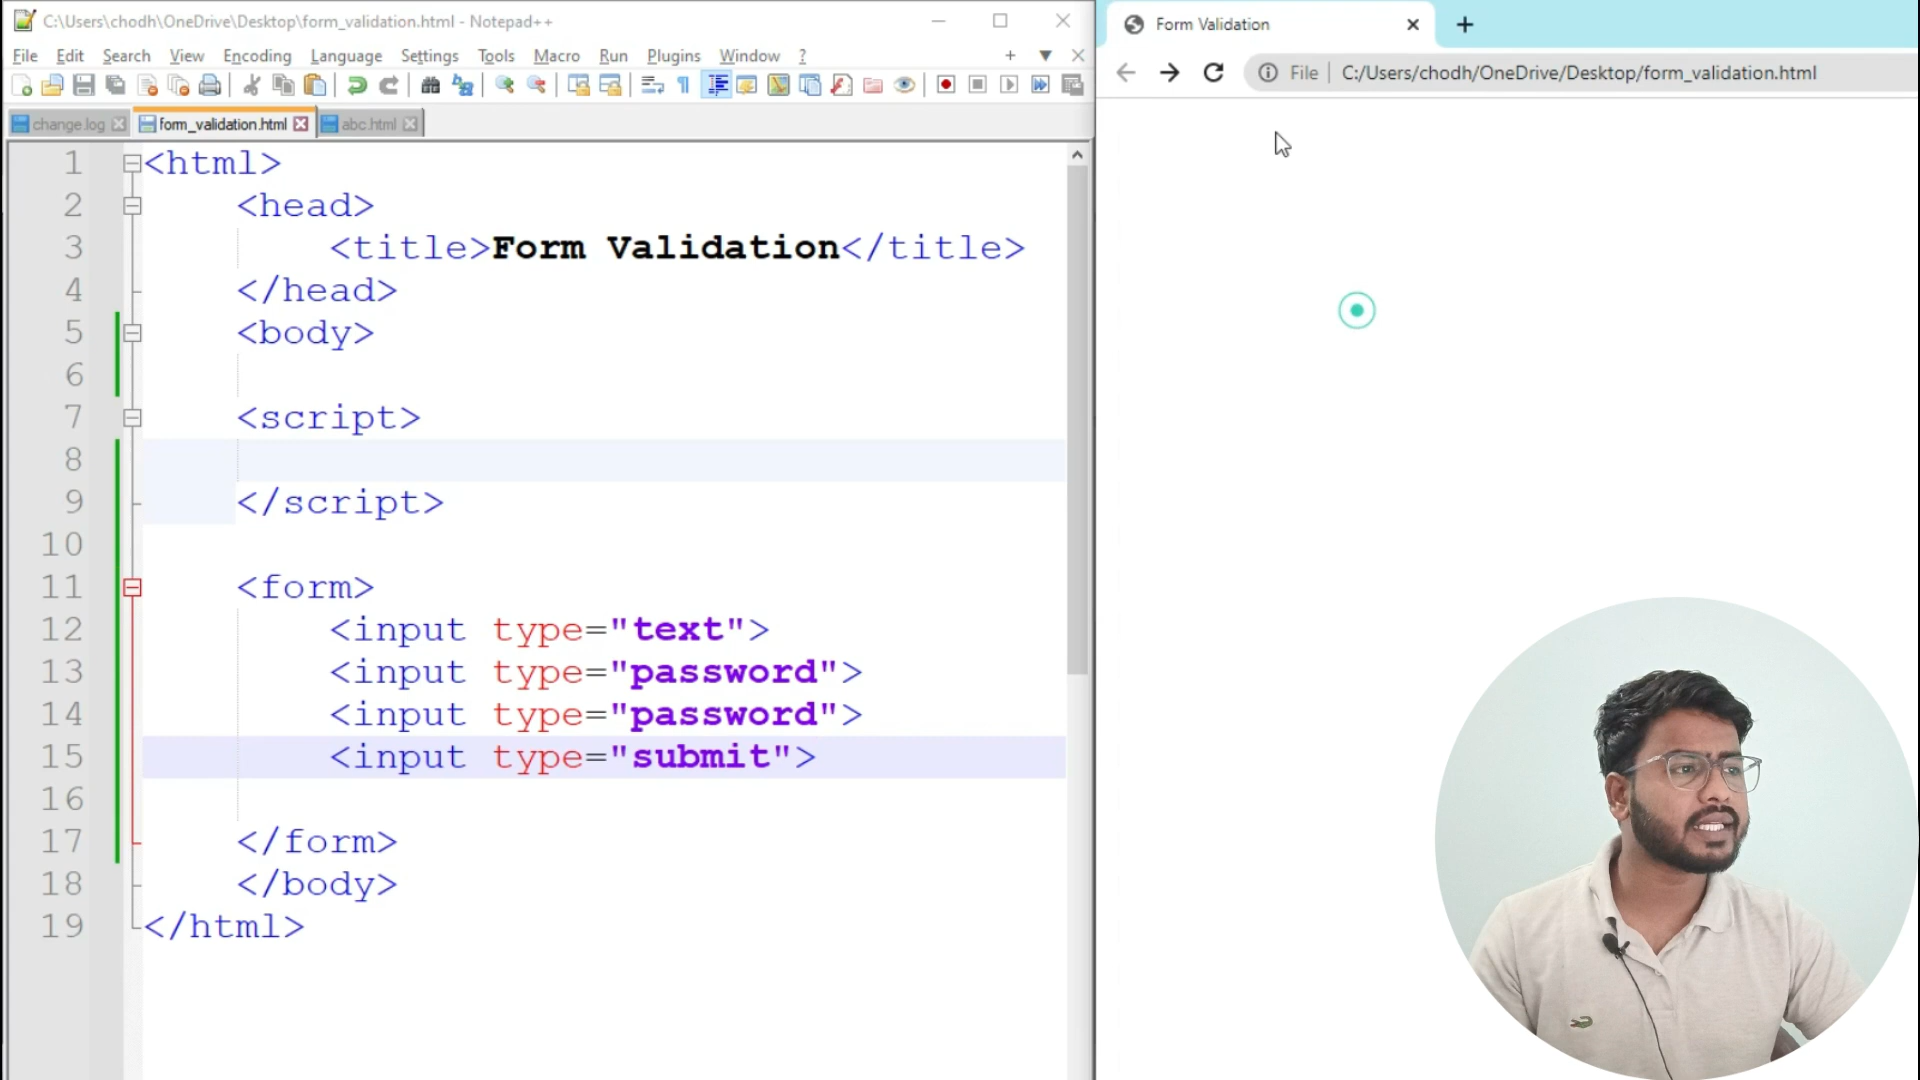 C:\Users\chodh\OneDrive\Desktop\form_validation.html - Notepad++
File Edit Search View Encoding Language Settings Tools Macro Run Plugins Window ?
change.log form_validation.html abc.html
1 <html>
2 <head>
3 <title>Form Validation</title>
4 </head>
5 <body>
6
7 <script>
8
9 </script>
10
11 <form>
12 <input type="text">
13 <input type="password">
14 <input type="password">
15 <input type="submit">
16
17 </form>
18 </body>
19 </html>
Form Validation
File C:/Users/chodh/OneDrive/Desktop/form_validation.html